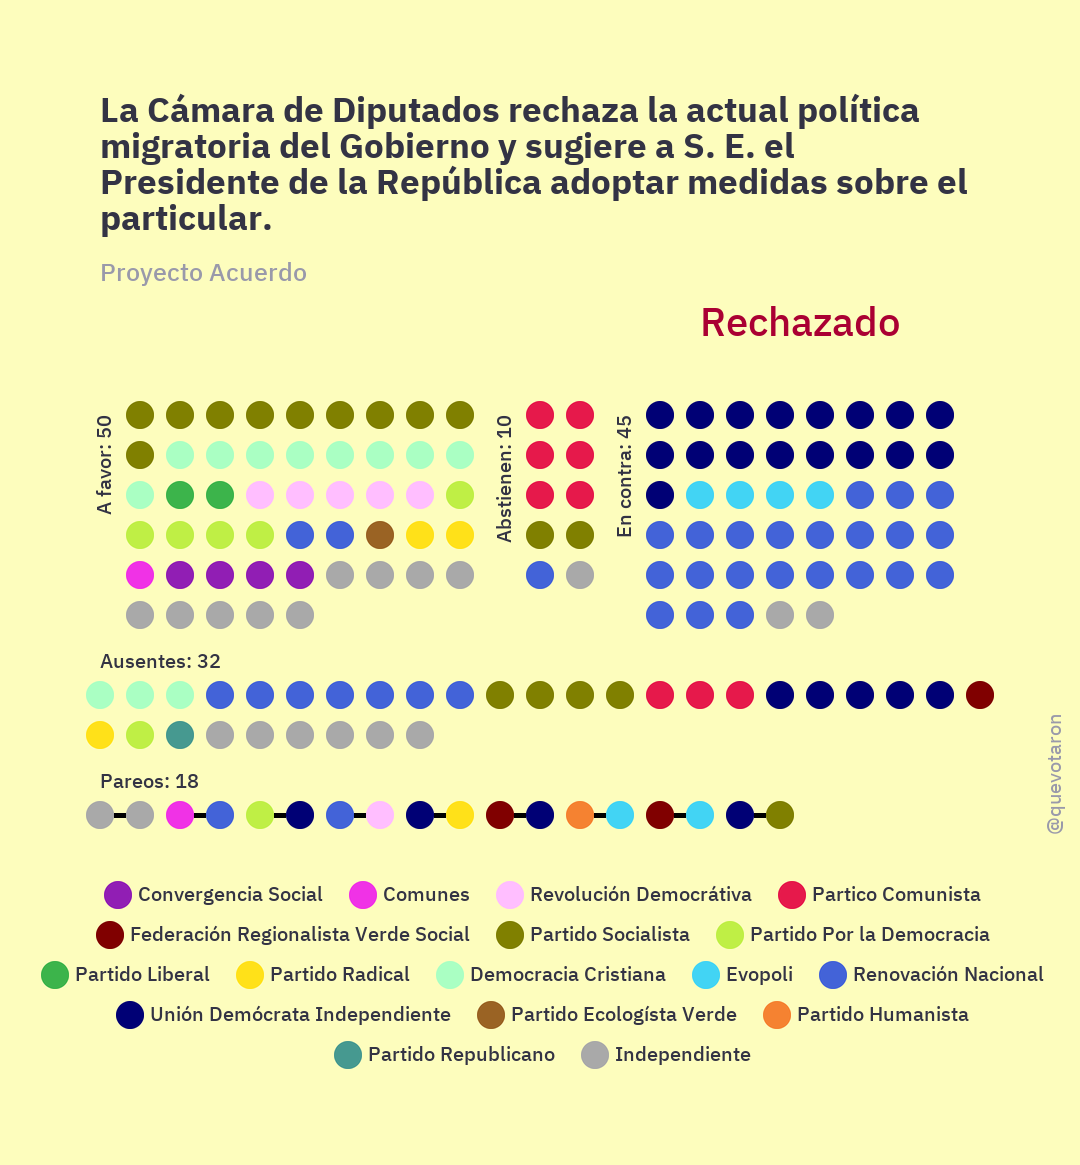 La Cámara de Diputados rechaza la actual política
migratoria del Gobierno y sugiere a S. E. el
Presidente de la República adoptar medidas sobre el
particular.
Proyecto Acuerdo
Rechazado
A favor: 50
Abstienen: 10
En contra: 45
Ausentes: 32
Pareos: 18
@quevotaron
Convergencia Social Comunes Revolución Democrátiva Partico Comunista
Federación Regionalista Verde Social Partido Socialista Partido Por la Democracia
Partido Liberal Partido Radical Democracia Cristiana Evopoli Renovación Nacional
Unión Demócrata Independiente Partido Ecologísta Verde Partido Humanista
Partido Republicano Independiente